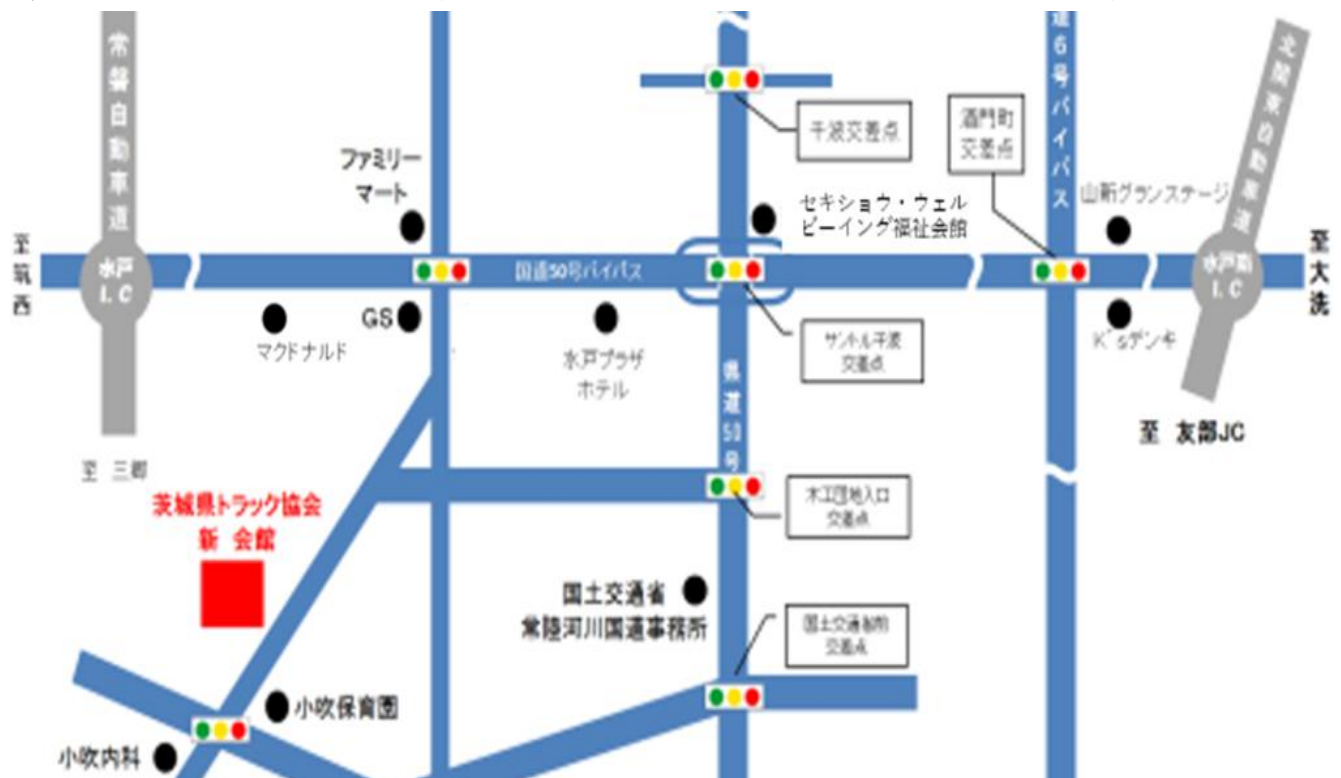 常磐自動車道
道6号バイパス
北関東自動車道
千波交差点
酒門町
交差点
ファミリー
マート
セキショウ・ウェル
ビーイング福祉会館
山新グランステージ
至筑西
水戸
I.C
国道50号バイパス
水戸南
I.C
至大洗
マクドナルド
GS
水戸プラザ
ホテル
サントル千波
交差点
K'sデンキ
県道50号
至 友部JC
至 三郷
茨城県トラック協会
新 会館
木工団地入口
交差点
国土交通省
常陸河川国道事務所
国土交通省前
交差点
小吹保育園
小吹内科